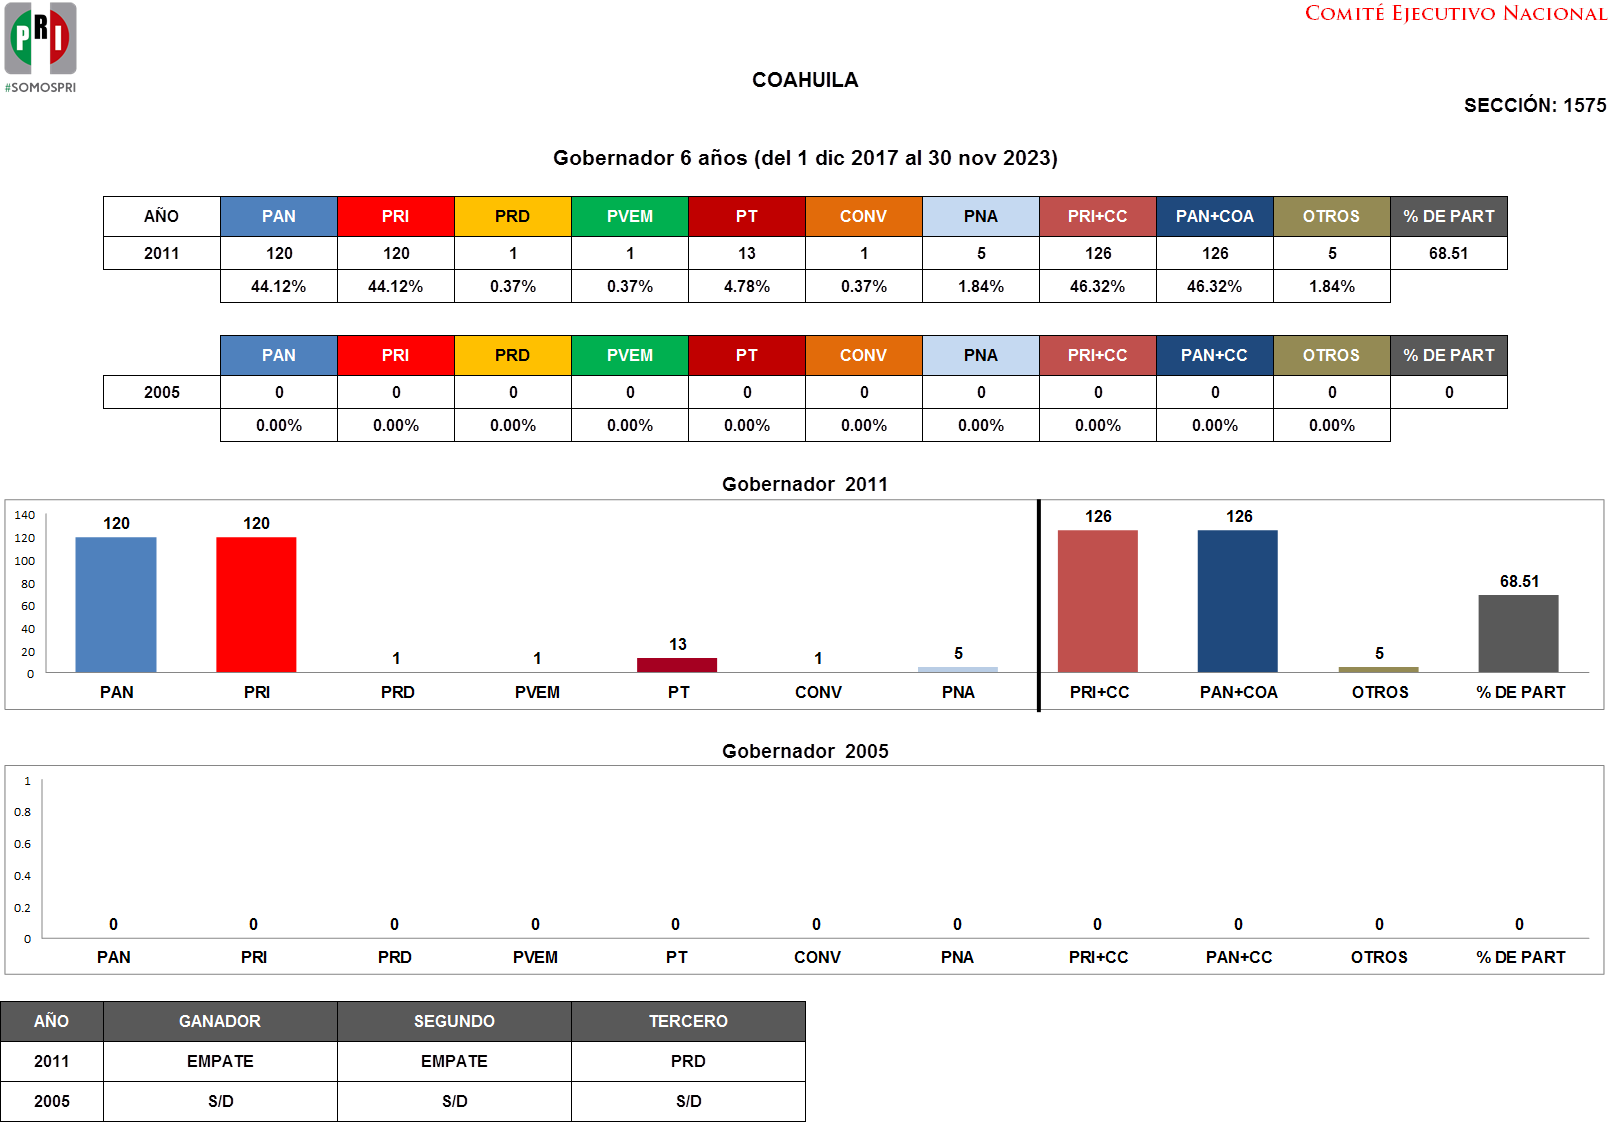 PRI
#SOMOSPRI
COMITÉ EJECUTIVO NACIONAL
COAHUILA
SECCIÓN: 1575
Gobernador 6 años (del 1 dic 2017 al 30 nov 2023)
AÑO PAN PRI PRD PVEM PT CONV PNA PRI+CC PAN+COA OTROS % DE PART
2011 120 120 1 1 13 1 5 126 126 5 68.51
44.12% 44.12% 0.37% 0.37% 4.78% 0.37% 1.84% 46.32% 46.32% 1.84%
PAN PRI PRD PVEM PT CONV PNA PRI+CC PAN+CC OTROS % DE PART
2005 0 0 0 0 0 0 0 0 0 0 0
0.00% 0.00% 0.00% 0.00% 0.00% 0.00% 0.00% 0.00% 0.00% 0.00%
Gobernador 2011
140
120
100
80
60
40
20
0
120 120 1 1 13 1 5 126 126 5 68.51
PAN PRI PRD PVEM PT CONV PNA PRI+CC PAN+COA OTROS % DE PART
Gobernador 2005
1
0.8
0.6
0.4
0.2
0
0 0 0 0 0 0 0 0 0 0 0
PAN PRI PRD PVEM PT CONV PNA PRI+CC PAN+CC OTROS % DE PART
AÑO GANADOR SEGUNDO TERCERO
2011 EMPATE EMPATE PRD
2005 S/D S/D S/D